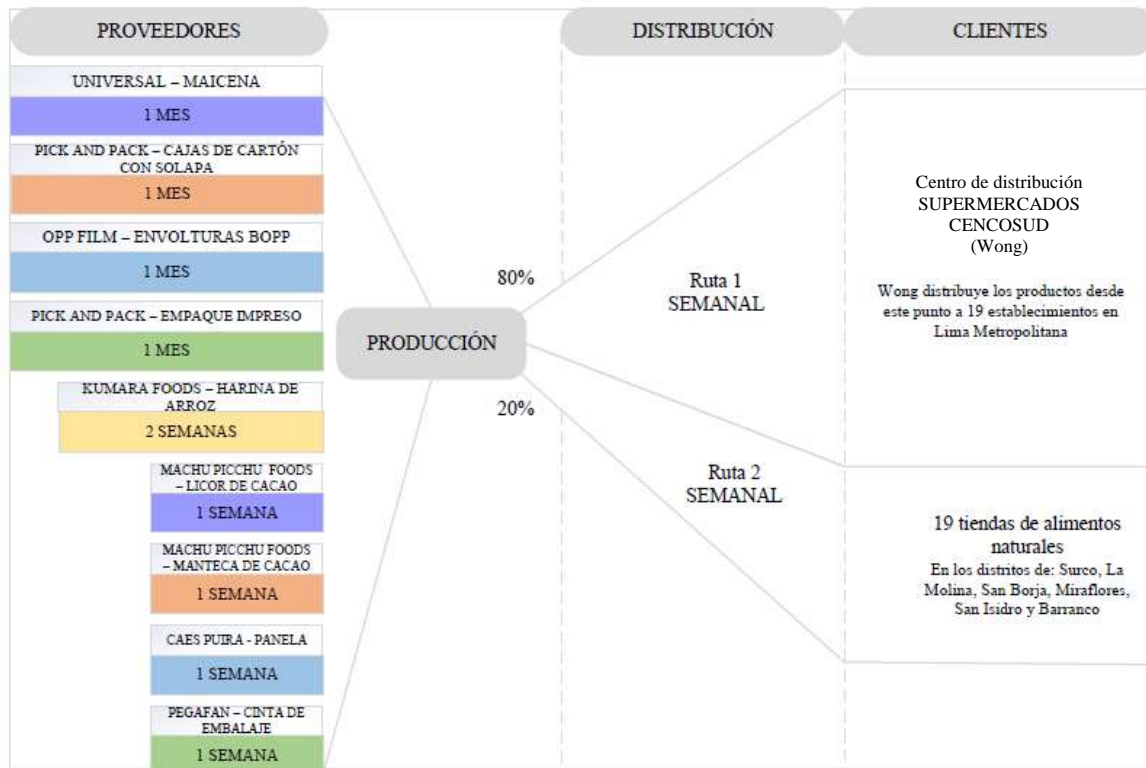 PROVEEDORES
DISTRIBUCIÓN
CLIENTES
UNIVERSAL – MAICENA
1 MES
PICK AND PACK – CAJAS DE CARTÓN
CON SOLAPA
1 MES
OPP FILM – ENVOLTURAS BOPP
1 MES
PICK AND PACK – EMPAQUE IMPRESO
1 MES
KUMARA FOODS – HARINA DE
ARROZ
2 SEMANAS
MACHU PICCHU FOODS
– LICOR DE CACAO
1 SEMANA
MACHU PICCHU FOODS
– MANTECA DE CACAO
1 SEMANA
CAES PUIRA - PANELA
1 SEMANA
PEGAFAN – CINTA DE
EMBALAJE
1 SEMANA
PRODUCCIÓN
80%
20%
Ruta 1
SEMANAL
Ruta 2
SEMANAL
Centro de distribución
SUPERMERCADOS
CENCOSUD
(Wong)
Wong distribuye los productos desde
este punto a 19 establecimientos en
Lima Metropolitana
19 tiendas de alimentos
naturales
En los distritos de: Surco, La
Molina, San Borja, Miraflores,
San Isidro y Barranco